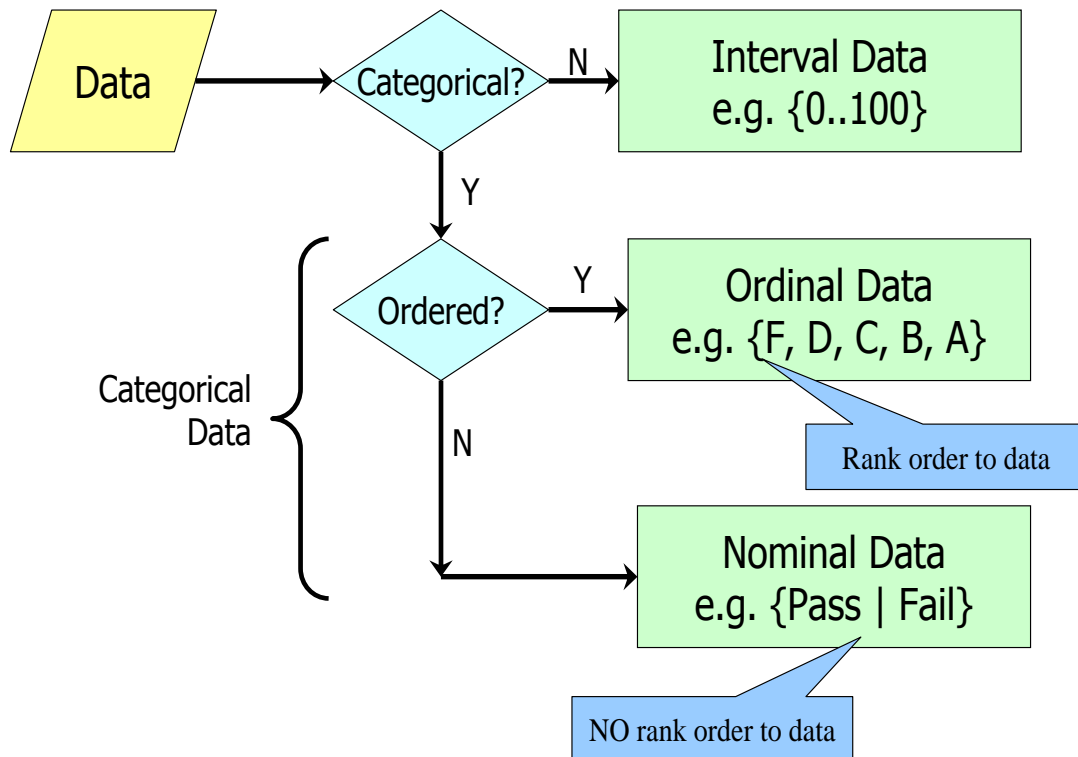 Data
Categorical?
N
Interval Data
e.g. {0..100}
Y
Ordered?
Y
Ordinal Data
e.g. {F, D, C, B, A}
Rank order to data
Categorical
Data
N
Nominal Data
e.g. {Pass | Fail}
NO rank order to data